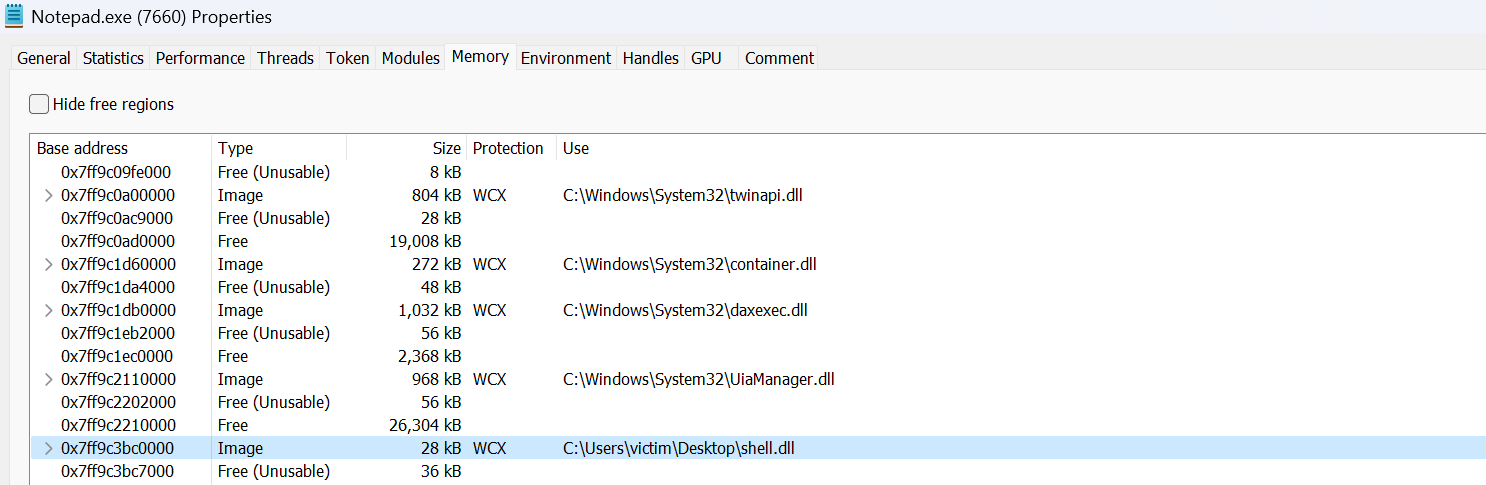 Notepad.exe (7660) Properties
General Statistics Performance Threads Token Modules Memory Environment Handles GPU Comment
Hide free regions
Base address Type Size Protection Use
0x7ff9c09fe000 Free (Unusable) 8 kB
0x7ff9c0a00000 Image 804 kB WCX C:\Windows\System32\twinapi.dll
0x7ff9c0ac9000 Free (Unusable) 28 kB
0x7ff9c0ad0000 Free 19,008 kB
0x7ff9c1d60000 Image 272 kB WCX C:\Windows\System32\container.dll
0x7ff9c1da4000 Free (Unusable) 48 kB
0x7ff9c1db0000 Image 1,032 kB WCX C:\Windows\System32\daxexec.dll
0x7ff9c1eb2000 Free (Unusable) 56 kB
0x7ff9c1ec0000 Free 2,368 kB
0x7ff9c2110000 Image 968 kB WCX C:\Windows\System32\UiaManager.dll
0x7ff9c2202000 Free (Unusable) 56 kB
0x7ff9c2210000 Free 26,304 kB
0x7ff9c3bc0000 Image 28 kB WCX C:\Users\victim\Desktop\shell.dll
0x7ff9c3bc7000 Free (Unusable) 36 kB